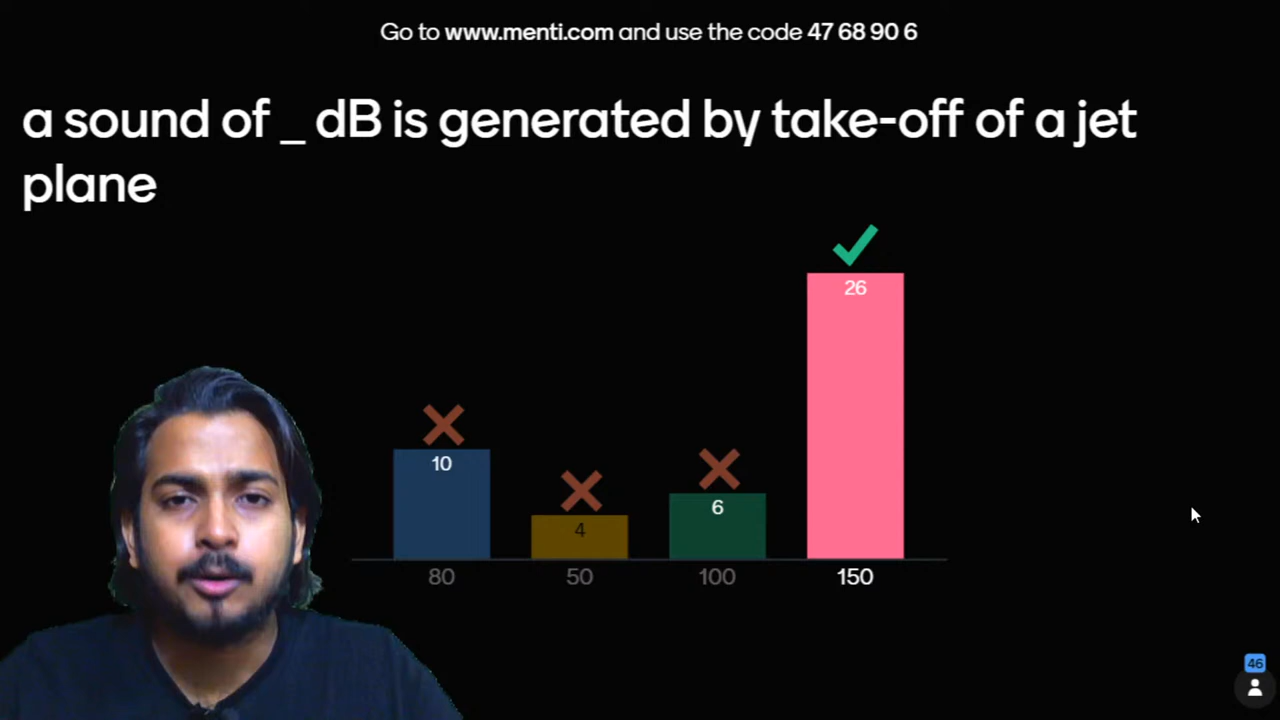 Go to www.menti.com and use the code 47 68 90 6
a sound of _ dB is generated by take-off of a jet
plane
26
10
6
4
80 50 100 150
46